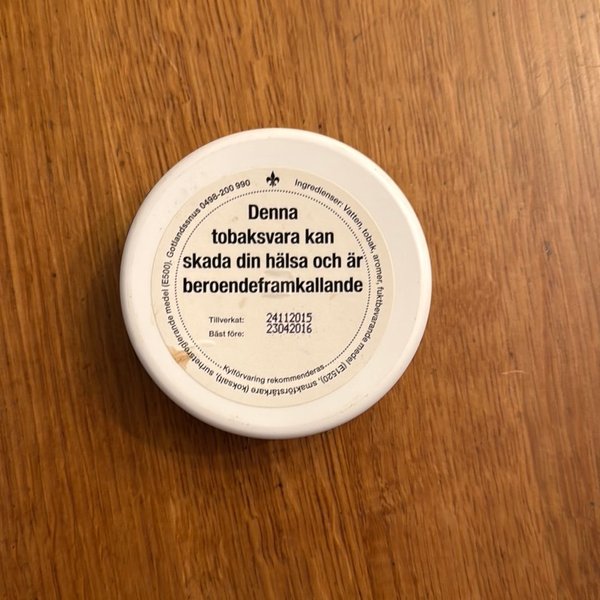 Denna
tobaksvara kan
skada din hälsa och är
beroendeframkallande
Tillverkat: 24112015
Bäst före: 23042016
Kylförvaring rekommenderas.
Ingredienser: Vatten, tobak, aromer, fuktbevarande medel (E1520), smakförstärkare (koksalt), surhetsreglerande medel (E500). Gotlandssnus 0498-200 990